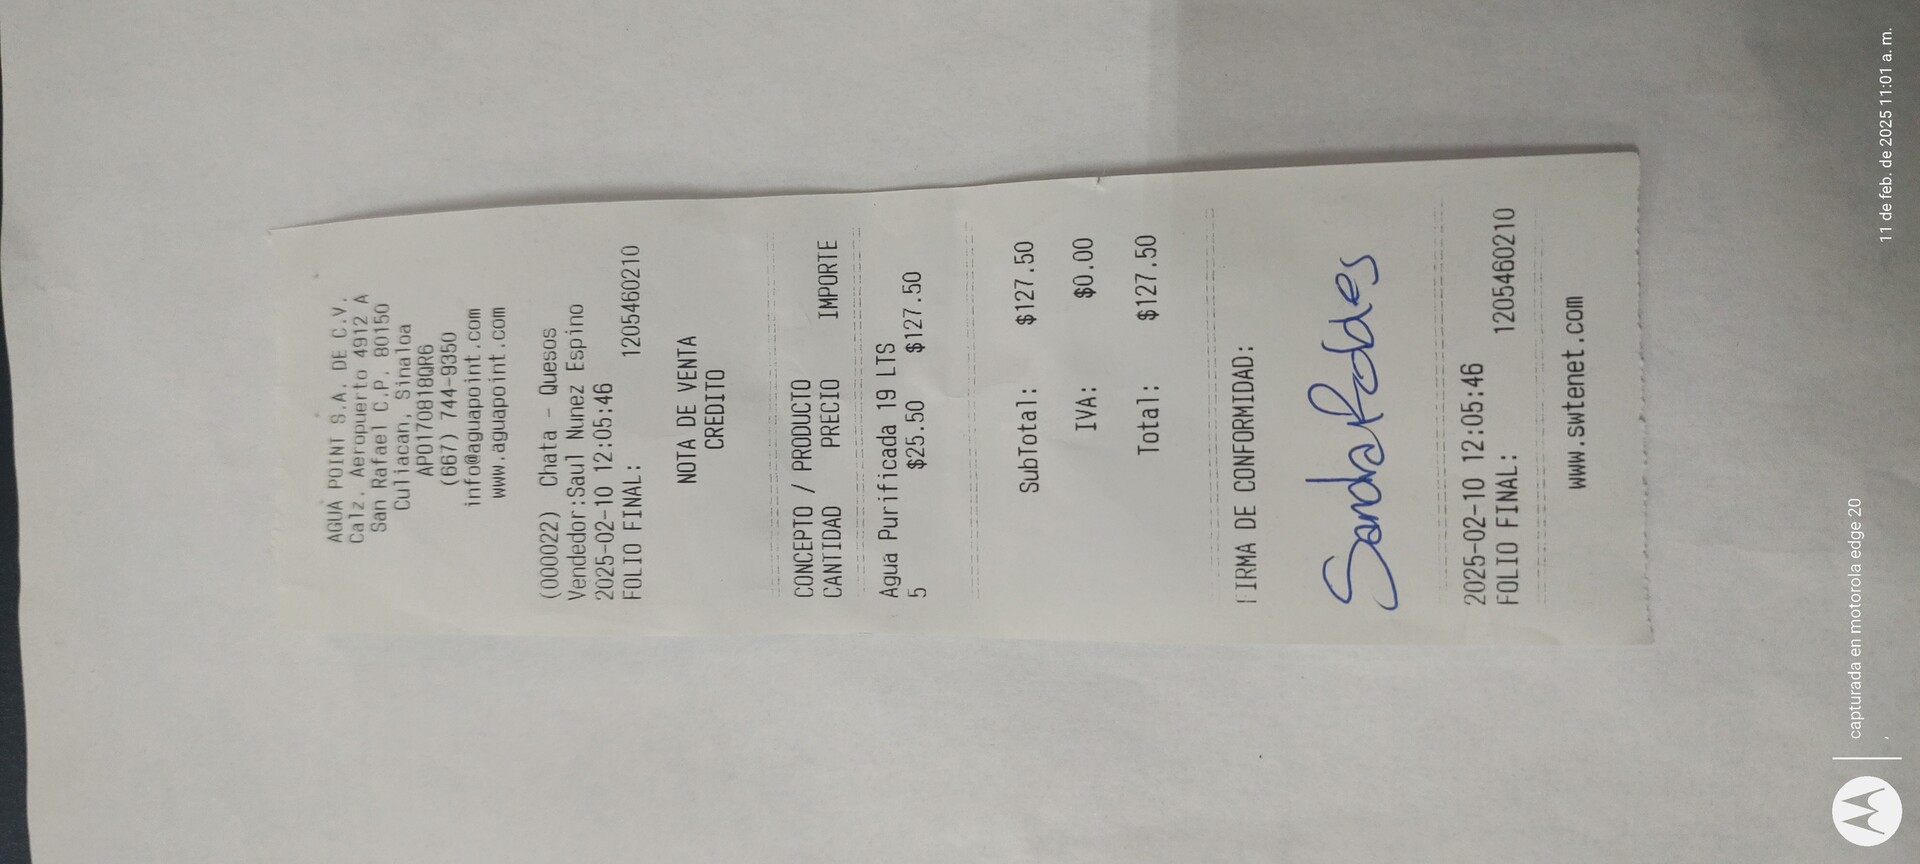 AGUA POINT S.A. DE C.V.
Calz. Aeropuerto 4912 A
San Rafael C.P. 80150
Culiacan, Sinaloa
APO170818QR6
(667) 744-9350
info@aguapoint.com
www.aguapoint.com
(000022) Chata - Quesos
Vendedor:Saul Nunez Espino
2025-02-10 12:05:46
FOLIO FINAL: 1205460210
NOTA DE VENTA
CREDITO
CONCEPTO / PRODUCTO
CANTIDAD PRECIO IMPORTE
Agua Purificada 19 LTS
5 $25.50 $127.50
SubTotal: $127.50
IVA: $0.00
Total: $127.50
FIRMA DE CONFORMIDAD:
Sandra Robles
2025-02-10 12:05:46
FOLIO FINAL: 1205460210
www.swtenet.com
capturada en motorola edge 20
11 de feb. de 2025 11:01 a. m.